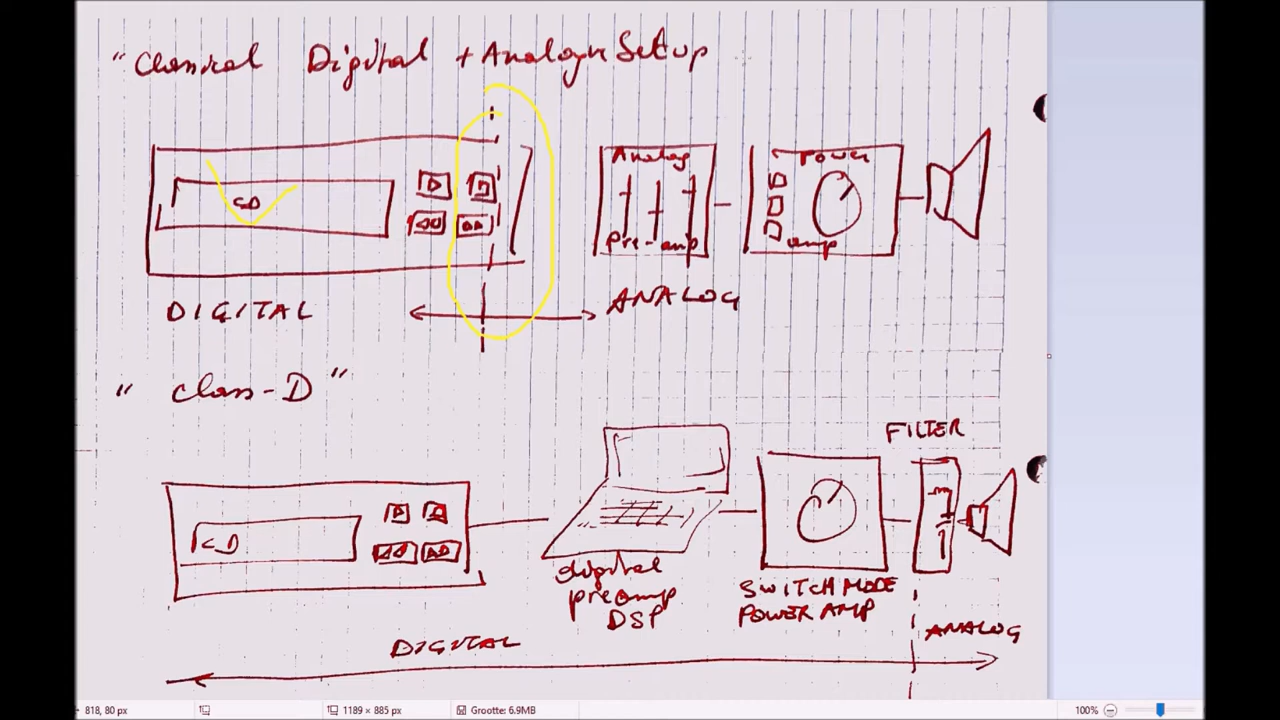 "Classical Digital + Analogue Setup
CD
Analog
pre-amp
Power
amp
DIGITAL
ANALOG
"Class-D"
FILTER
CD
digital
preamp
DSP
SWITCH MODE
POWER AMP
DIGITAL
ANALOG
818, 80 px
1189 × 885 px
Grootte: 6.9MB
100%